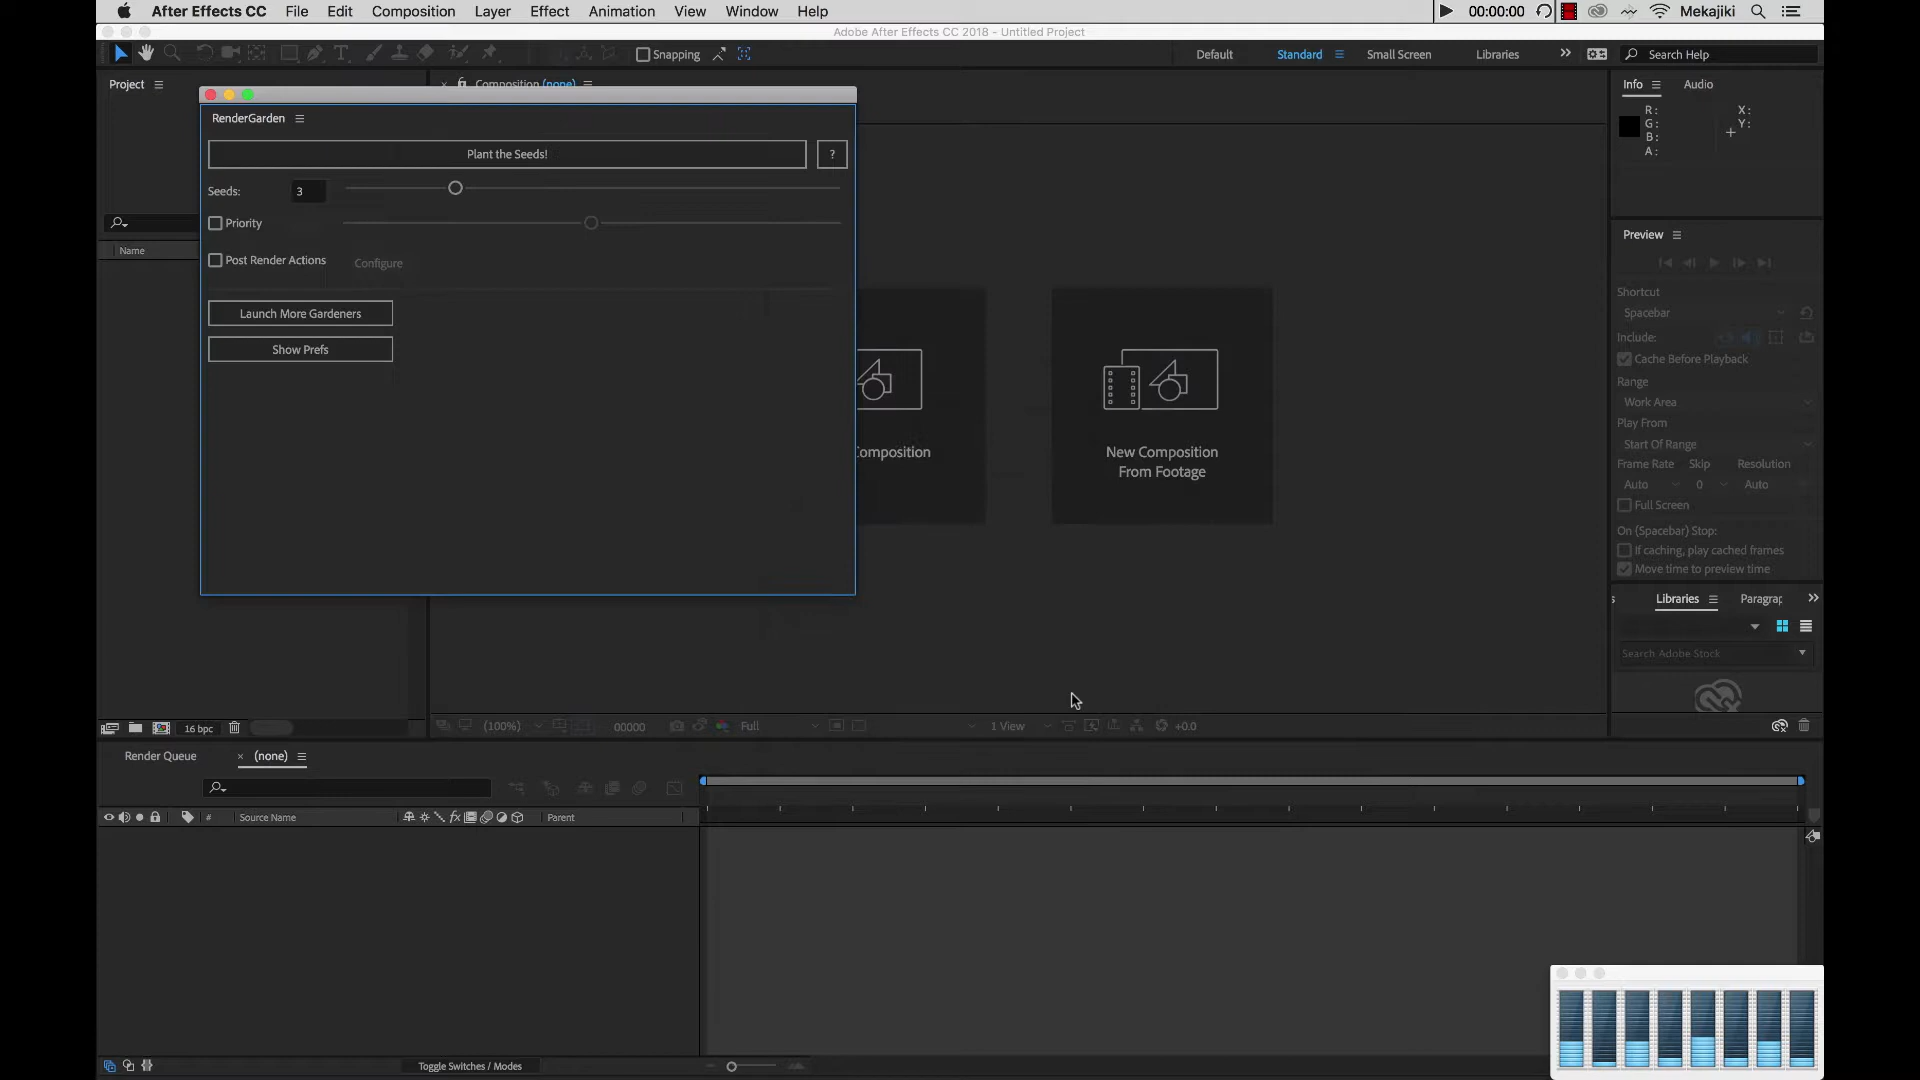 After Effects CC File Edit Composition Layer Effect Animation View Window Help 00:00:00 Mekajiki
Adobe After Effects CC 2018 - Untitled Project
Snapping Default Standard Small Screen Libraries Search Help
Project Composition (none) Info Audio
RenderGarden
R: X:
G: Y:
B:
A:
Plant the Seeds! ?
Seeds: 3
Priority
Post Render Actions Configure
Launch More Gardeners
Show Prefs
Name
Composition
New Composition
From Footage
Preview
Shortcut
Spacebar
Include:
Cache Before Playback
Range
Work Area
Play From
Start Of Range
Frame Rate Skip Resolution
Auto 0 Auto
Full Screen
On (Spacebar) Stop:
If caching, play cached frames
Move time to preview time
s Libraries Paragrap
Search Adobe Stock
16 bpc (100%) 00000 Full 1 View +0.0
Render Queue (none)
# Source Name fx Parent
Toggle Switches / Modes